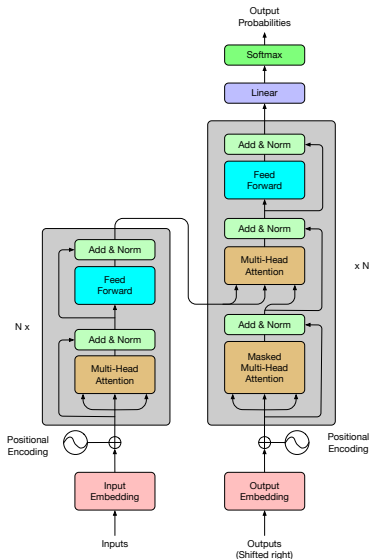 Output
Probabilities
Softmax
Linear
Add & Norm
Feed
Forward
Add & Norm
Multi-Head
Attention
x N
Add & Norm
Masked
Multi-Head
Attention
Add & Norm
Feed
Forward
N x
Add & Norm
Multi-Head
Attention
Positional
Encoding
Positional
Encoding
Input
Embedding
Output
Embedding
Inputs
Outputs
(Shifted right)